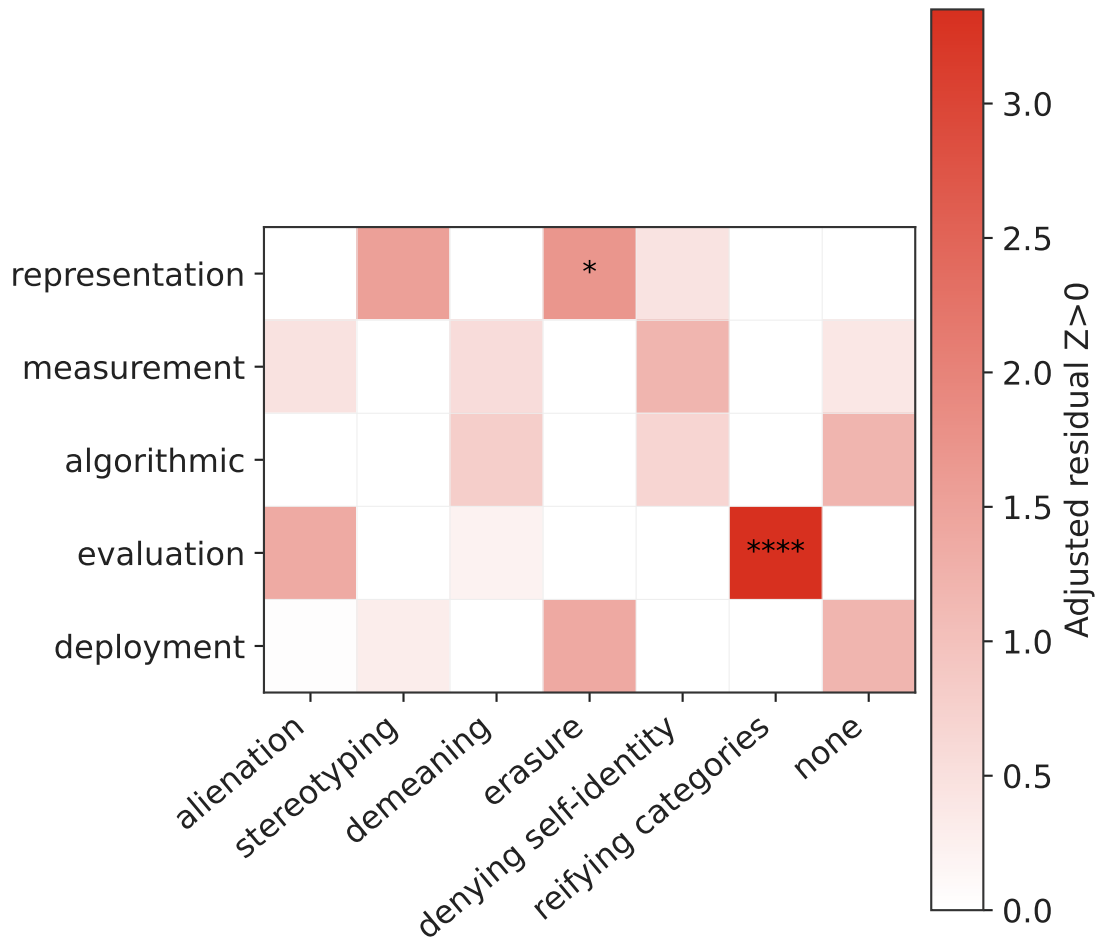 3.0
2.5
2.0
1.5
1.0
0.5
0.0
Adjusted residual Z>0
representation
*
measurement
algorithmic
evaluation
****
deployment
alienation
stereotyping
demeaning
erasure
denying self-identity
reifying categories
none